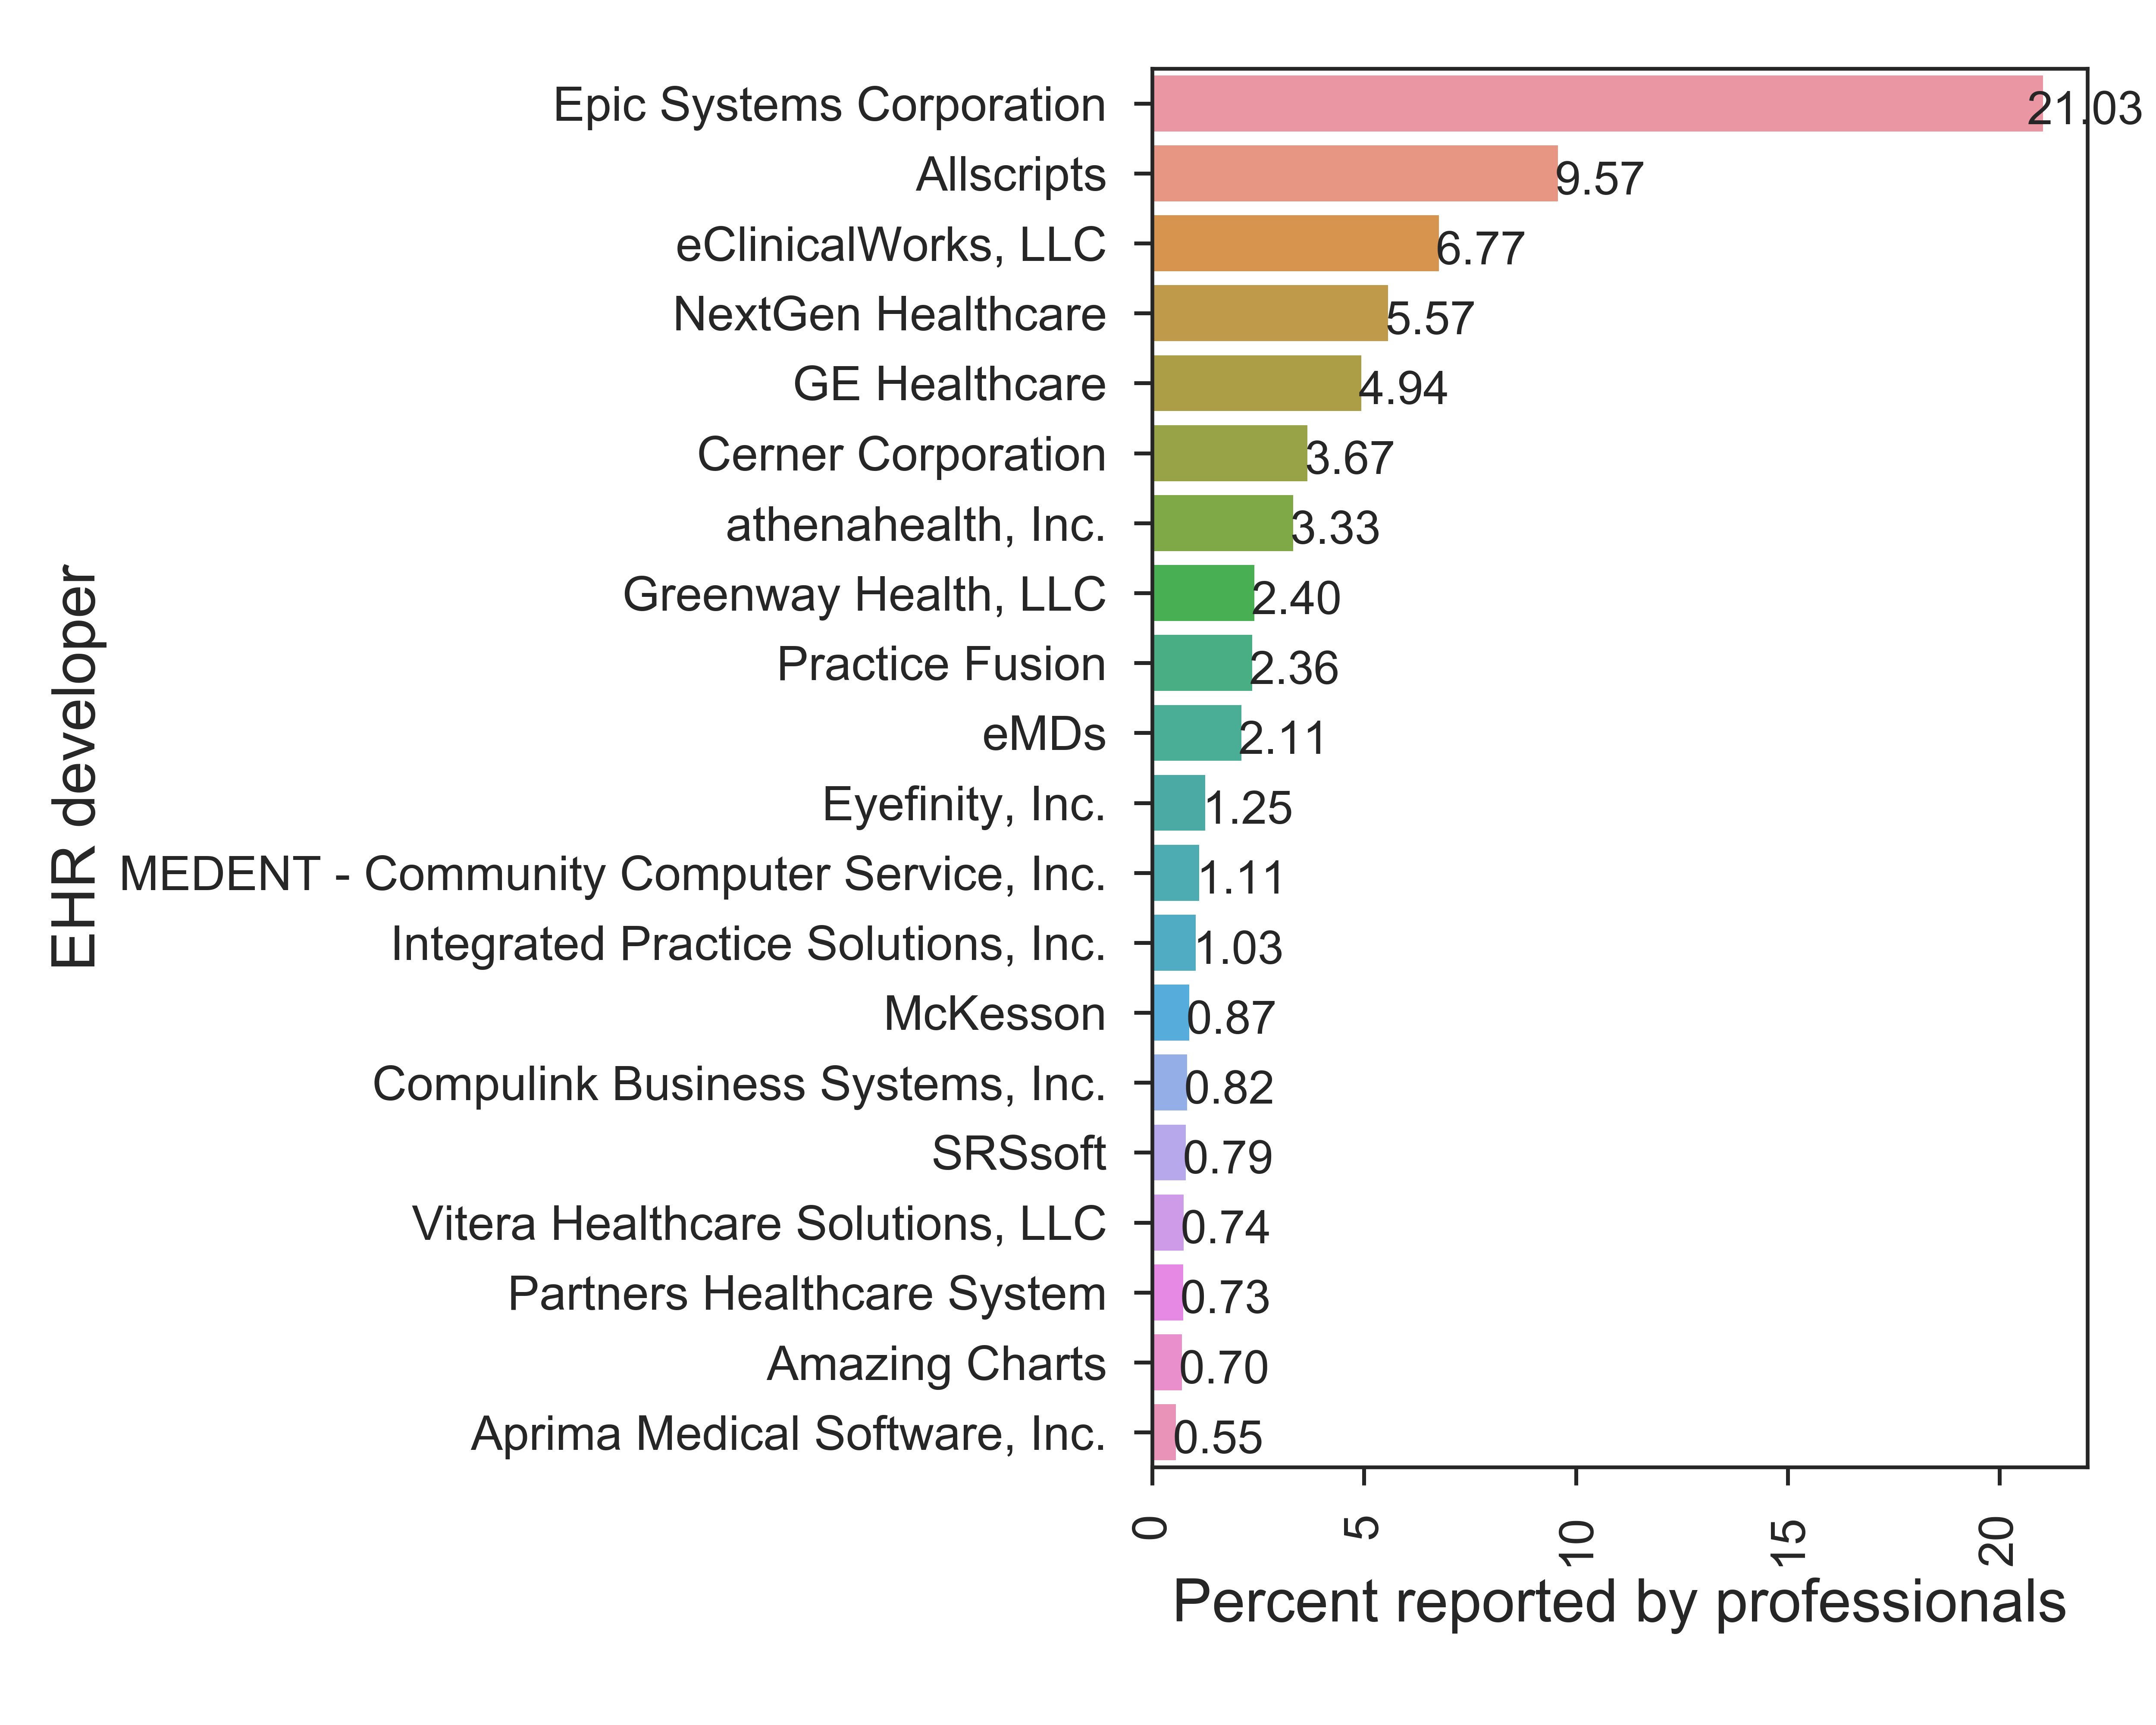 Epic Systems Corporation 21.03
Allscripts 9.57
eClinicalWorks, LLC 6.77
NextGen Healthcare 5.57
GE Healthcare 4.94
Cerner Corporation 3.67
athenahealth, Inc. 3.33
Greenway Health, LLC 2.40
Practice Fusion 2.36
eMDs 2.11
Eyefinity, Inc. 1.25
MEDENT - Community Computer Service, Inc. 1.11
Integrated Practice Solutions, Inc. 1.03
McKesson 0.87
Compulink Business Systems, Inc. 0.82
SRSsoft 0.79
Vitera Healthcare Solutions, LLC 0.74
Partners Healthcare System 0.73
Amazing Charts 0.70
Aprima Medical Software, Inc. 0.55
EHR developer
0 5 10 15 20
Percent reported by professionals